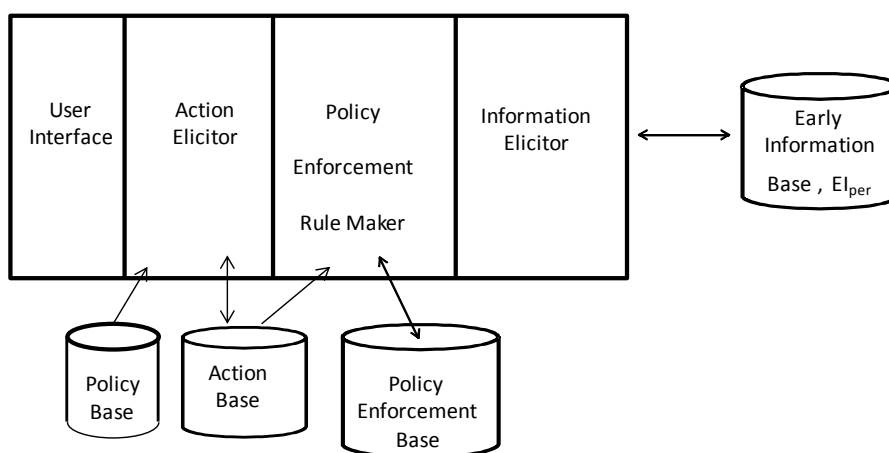 User
Interface
Action
Elicitor
Policy
Enforcement
Rule Maker
Information
Elicitor
Early
Information
Base , EIper
Policy
Base
Action
Base
Policy
Enforcement
Base